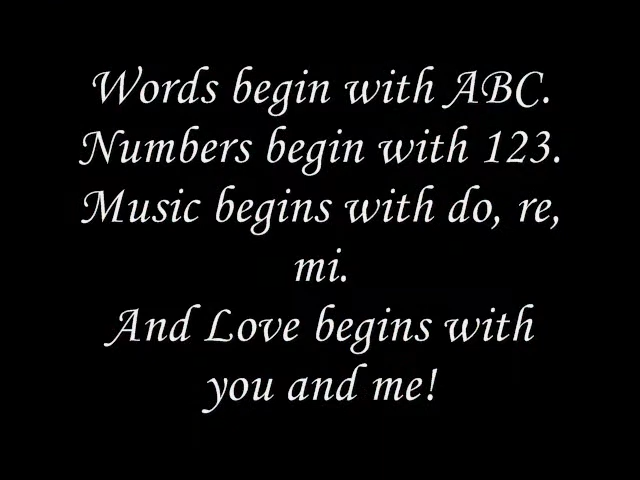 Words begin with ABC.
Numbers begin with 123.
Music begins with do, re,
mi.
And Love begins with
you and me!